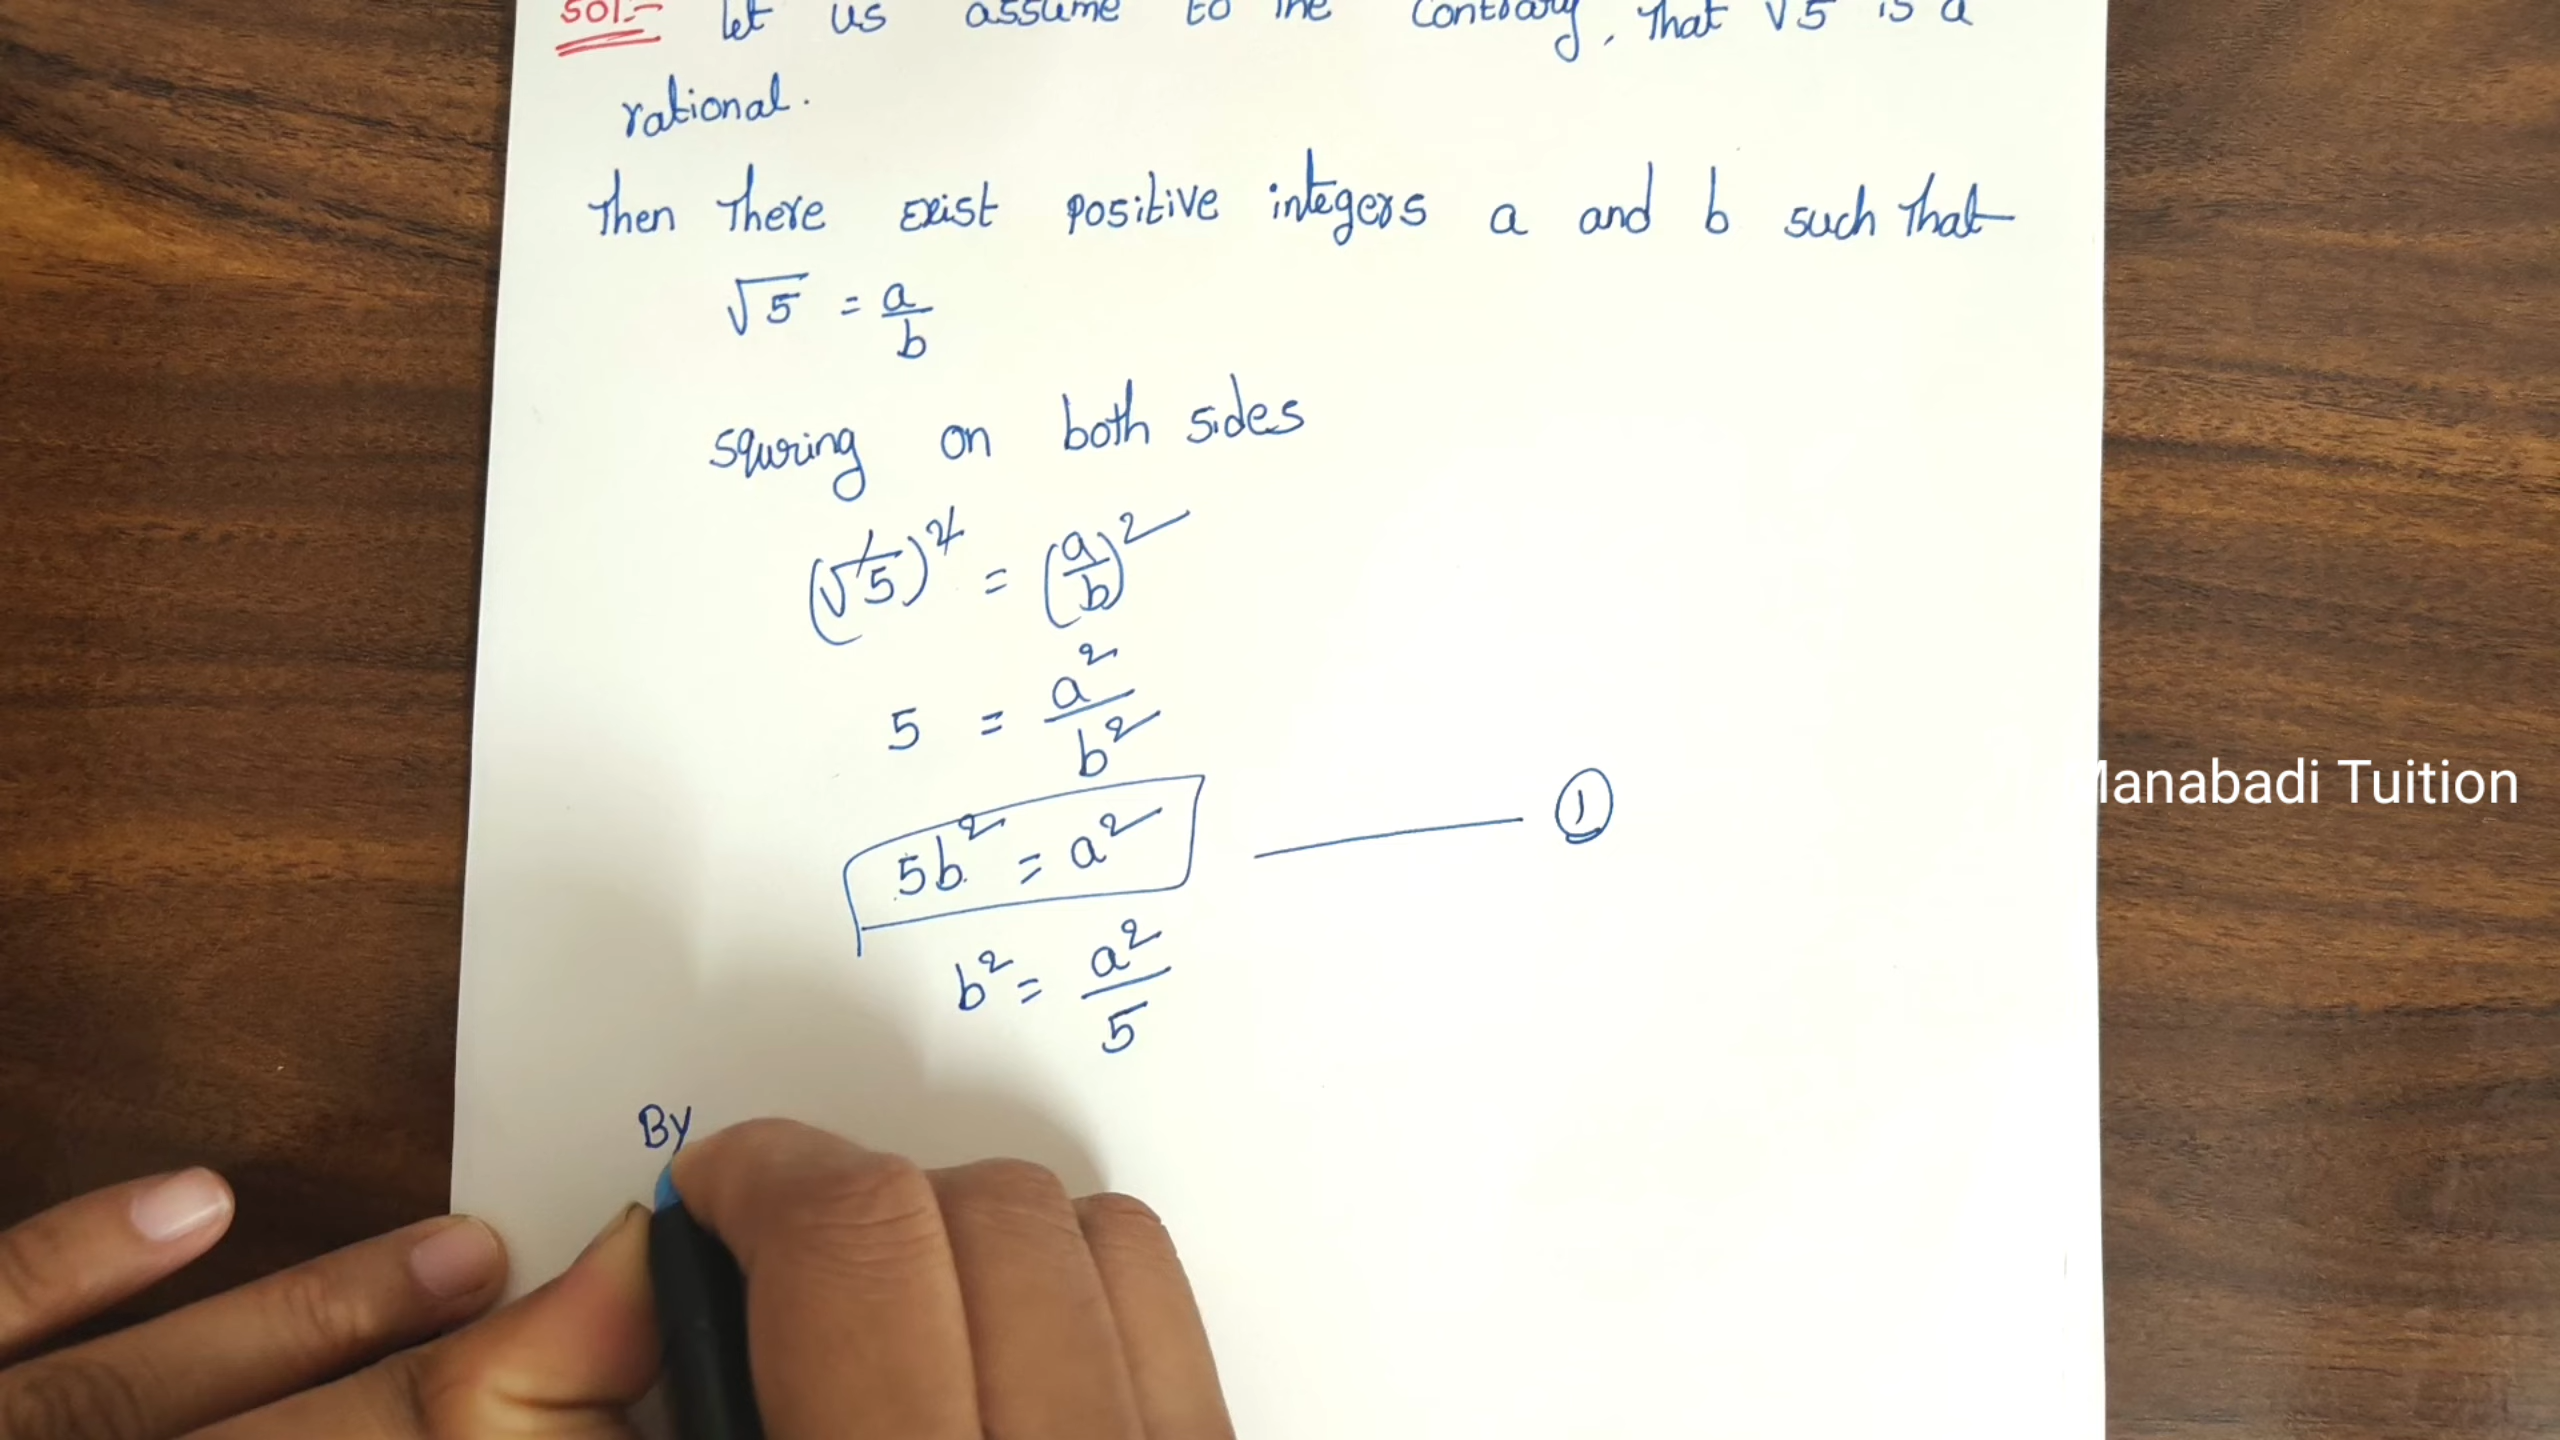 Sol:- Let us assume to the contrary, that √5 is a
rational.
Then there exist positive integers a and b such that
√5 = a/b
squring on both sides
(√5)² = (a/b)²
5 = a²/b²
5b² = a² ——— ①
b² = a²/5
By
Manabadi Tuition